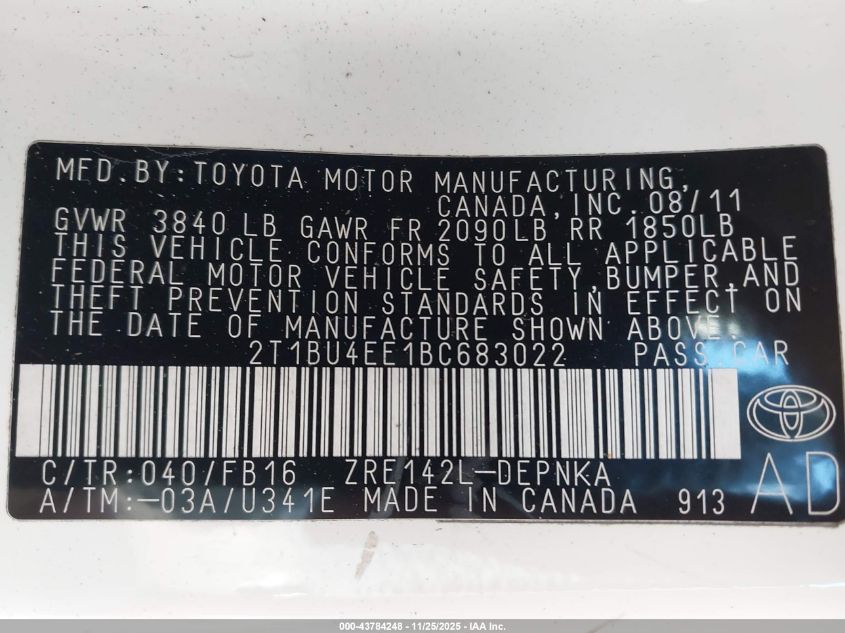 MFD.BY:TOYOTA MOTOR MANUFACTURING,
CANADA,INC.08/11
GVWR 3840 LB GAWR FR 2090LB RR 1850LB
THIS VEHICLE CONFORMS TO ALL APPLICABLE
FEDERAL MOTOR VEHICLE SAFETY,BUMPER,AND
THEFT PREVENTION STANDARDS IN EFFECT ON
THE DATE OF MANUFACTURE SHOWN ABOVE.
2T1BU4EE1BC683022 PASS.CAR
C/TR:040/FB16 ZRE142L-DEPNKA
A/TM:-03A/U341E MADE IN CANADA 913
AD
000-43784248 - 11/25/2025 - IAA Inc.